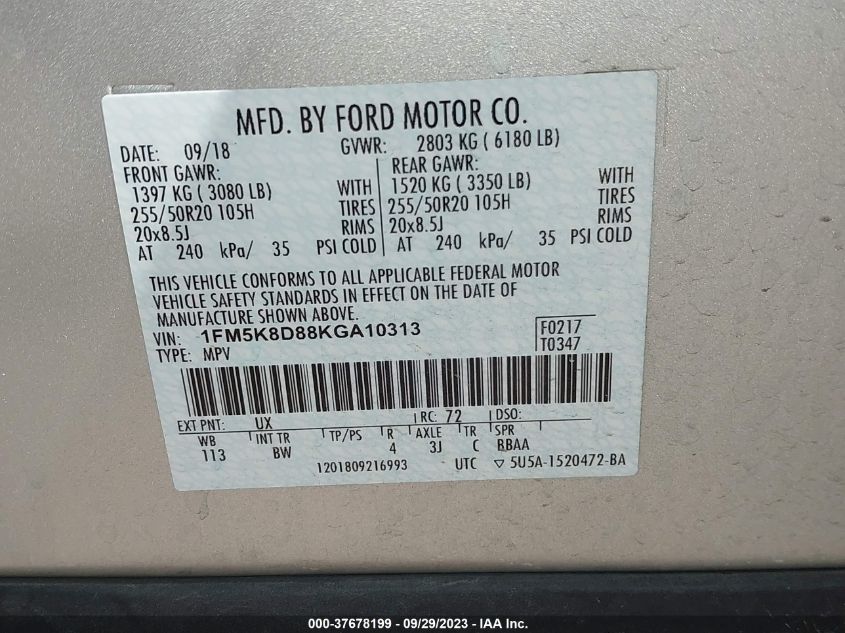 MFD. BY FORD MOTOR CO.
DATE: 09/18 GVWR: 2803 KG ( 6180 LB)
FRONT GAWR: REAR GAWR:
1397 KG ( 3080 LB) WITH 1520 KG ( 3350 LB) WITH
255/50R20 105H TIRES 255/50R20 105H TIRES
20x8.5J RIMS 20x8.5J RIMS
AT 240 kPa/ 35 PSI COLD AT 240 kPa/ 35 PSI COLD
THIS VEHICLE CONFORMS TO ALL APPLICABLE FEDERAL MOTOR
VEHICLE SAFETY STANDARDS IN EFFECT ON THE DATE OF
MANUFACTURE SHOWN ABOVE.
VIN: 1FM5K8D88KGA10313 F0217
TYPE: MPV T0347
EXT PNT: UX RC: 72 DSO:
WB INT TR TP/PS R AXLE TR SPR
113 BW 4 3J C BBAA
1201809216993 UTC ▽ 5U5A-1520472-BA
000-37678199 - 09/29/2023 - IAA Inc.